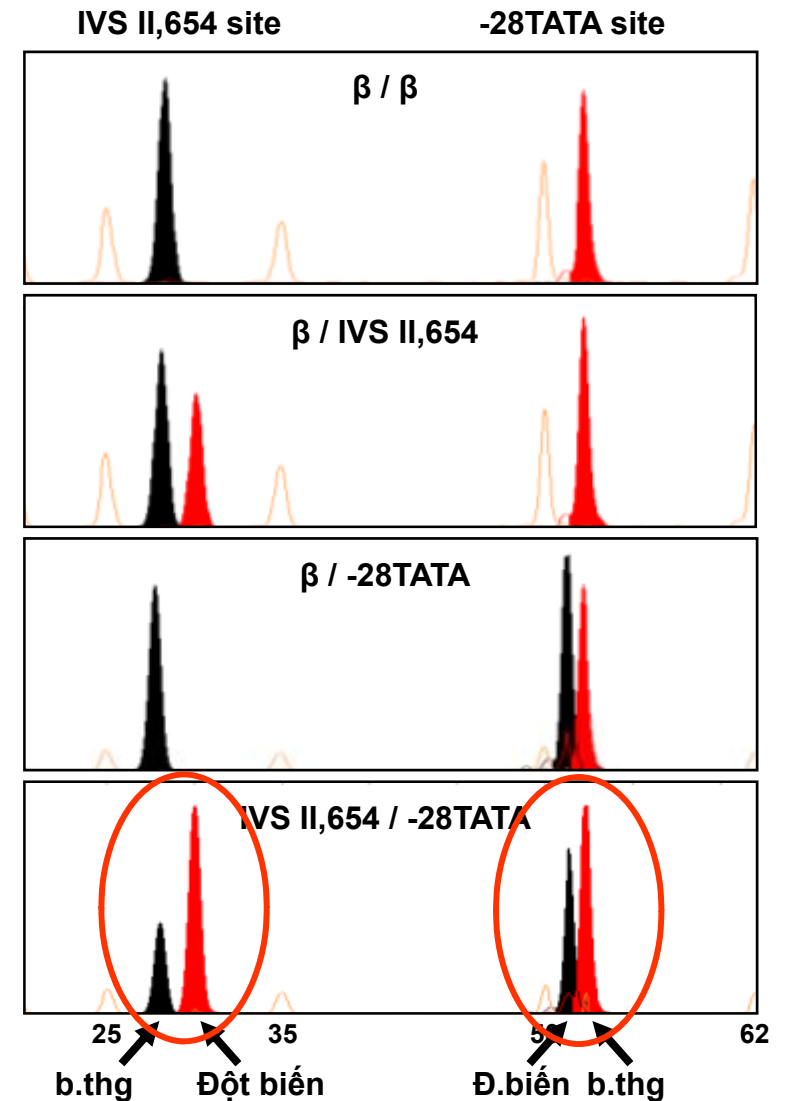 IVS II,654 site -28TATA site
β / β
β / IVS II,654
β / -28TATA
IVS II,654 / -28TATA
25 35 50 62
b.thg Đột biến Đ.biến b.thg